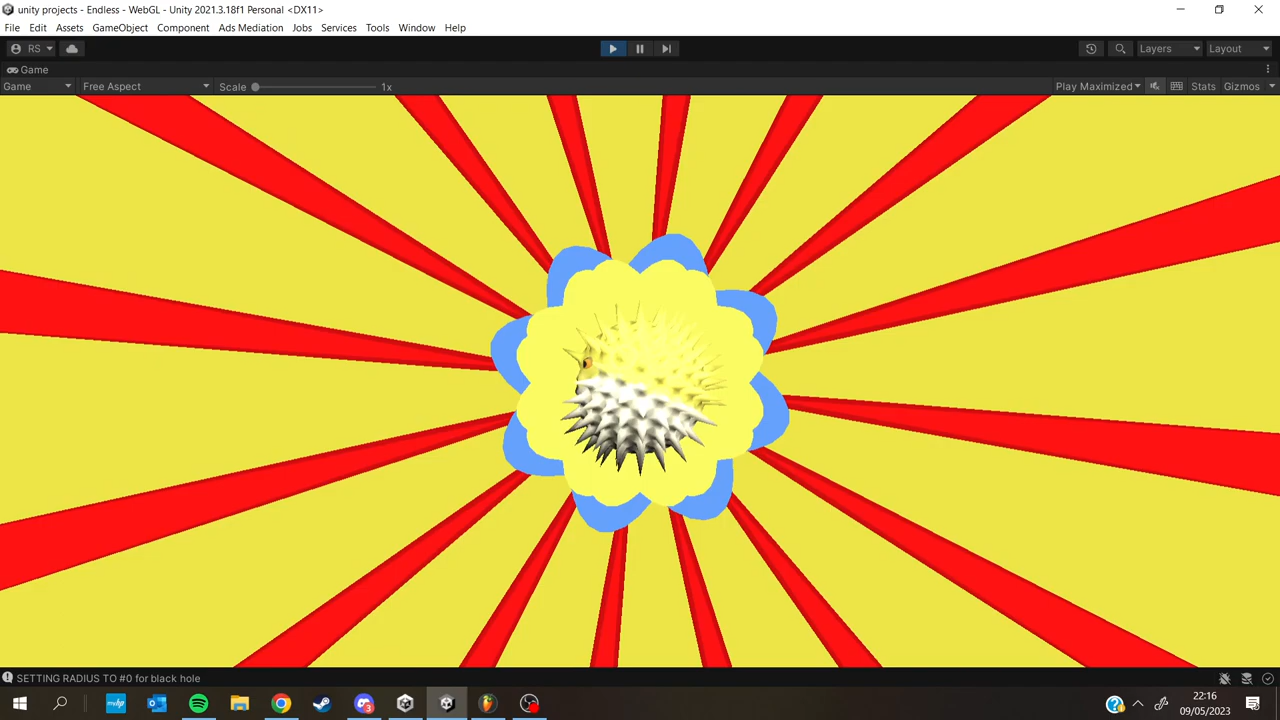 unity projects - Endless - WebGL - Unity 2021.3.18f1 Personal <DX11>
File Edit Assets GameObject Component Ads Mediation Jobs Services Tools Window Help
RS Layers Layout
Game
Game Free Aspect Scale 1x Play Maximized Stats Gizmos
SETTING RADIUS TO #0 for black hole
myhp 3 22:16
09/05/2023